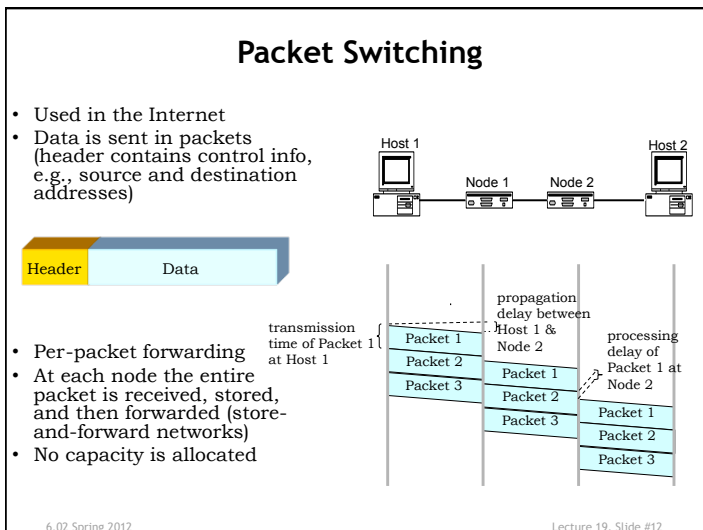 Packet Switching
• Used in the Internet
• Data is sent in packets
(header contains control info,
e.g., source and destination
addresses)
Header
Data
• Per-packet forwarding
• At each node the entire
packet is received, stored,
and then forwarded (store-
and-forward networks)
• No capacity is allocated
Host 1
Node 1
Node 2
Host 2
transmission
time of Packet 1
at Host 1
propagation
delay between
Host 1 &
Node 2
processing
delay of
Packet 1 at
Node 2
Packet 1
Packet 2
Packet 3
Packet 1
Packet 2
Packet 3
Packet 1
Packet 2
Packet 3
6.02 Spring 2012
Lecture 19, Slide #12